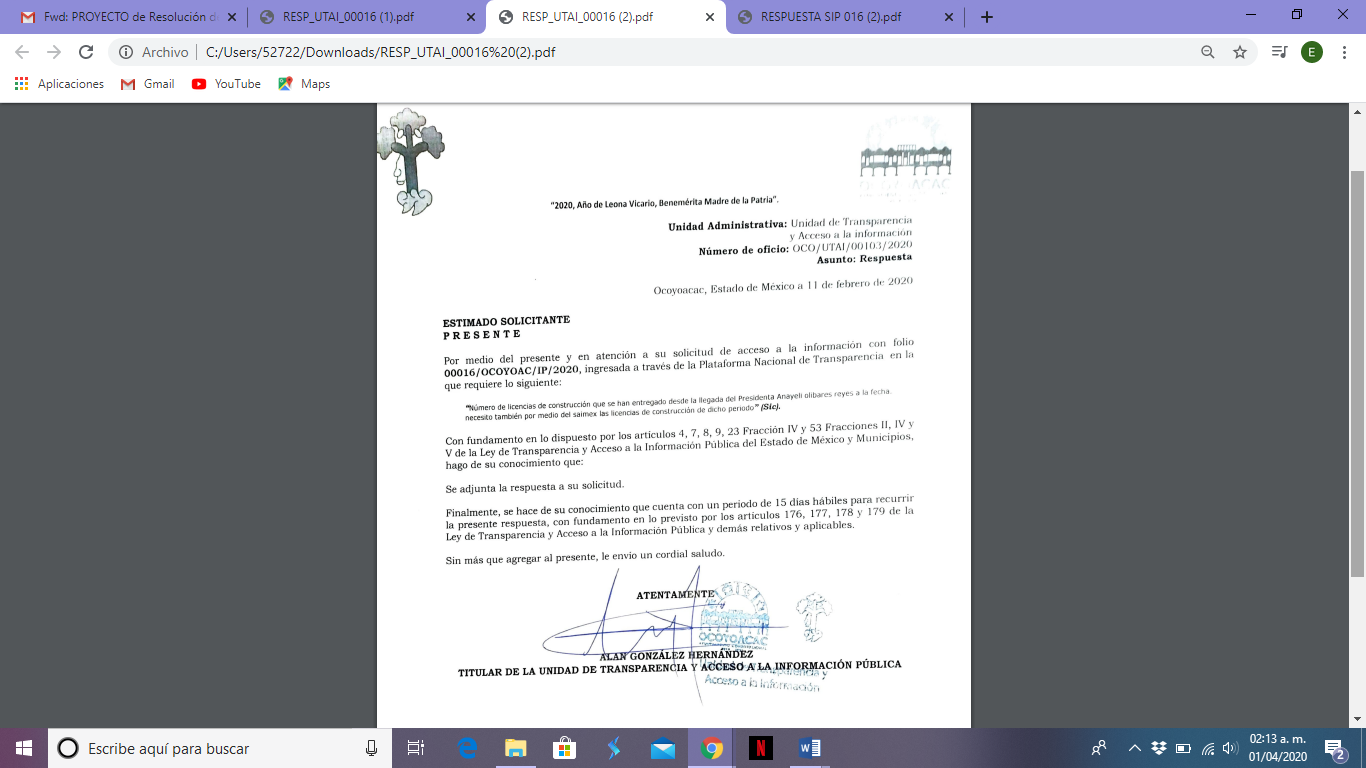 Fwd: PROYECTO de Resolución d
RESP_UTAI_00016 (1).pdf
RESP_UTAI_00016 (2).pdf
RESPUESTA SIP 016 (2).pdf
Archivo
C:/Users/52722/Downloads/RESP_UTAI_00016%20(2).pdf
E
Aplicaciones
Gmail
YouTube
Maps
"2020, Año de Leona Vicario, Benemérita Madre de la Patria".
Unidad Administrativa: Unidad de Transparencia
y Acceso a la información
Número de oficio: OCO/UTAI/00103/2020
Asunto: Respuesta
Ocoyoacac, Estado de México a 11 de febrero de 2020
ESTIMADO SOLICITANTE
P R E S E N T E
Por medio del presente y en atención a su solicitud de acceso a la información con folio
00016/OCOYOAC/IP/2020, ingresada a través de la Plataforma Nacional de Transparencia en la
que requiere lo siguiente:
"Número de licencias de construcción que se han entregado desde la llegada del Presidenta Anayeli olibares reyes a la fecha.
necesito también por medio del saimex las licencias de construcción de dicho periodo" (Sic).
Con fundamento en lo dispuesto por los artículos 4, 7, 8, 9, 23 Fracción IV y 53 Fracciones II, IV y
V de la Ley de Transparencia y Acceso a la Información Pública del Estado de México y Municipios,
hago de su conocimiento que:
Se adjunta la respuesta a su solicitud.
Finalmente, se hace de su conocimiento que cuenta con un periodo de 15 días hábiles para recurrir
la presente respuesta, con fundamento en lo previsto por los artículos 176, 177, 178 y 179 de la
Ley de Transparencia y Acceso a la Información Pública y demás relativos y aplicables.
Sin más que agregar al presente, le envío un cordial saludo.
ATENTAMENTE
OCOYOACAC
ALAN GONZÁLEZ HERNÁNDEZ
TITULAR DE LA UNIDAD DE TRANSPARENCIA Y ACCESO A LA INFORMACIÓN PÚBLICA
Acceso a la Información
Escribe aquí para buscar
02:13 a. m.
01/04/2020
2